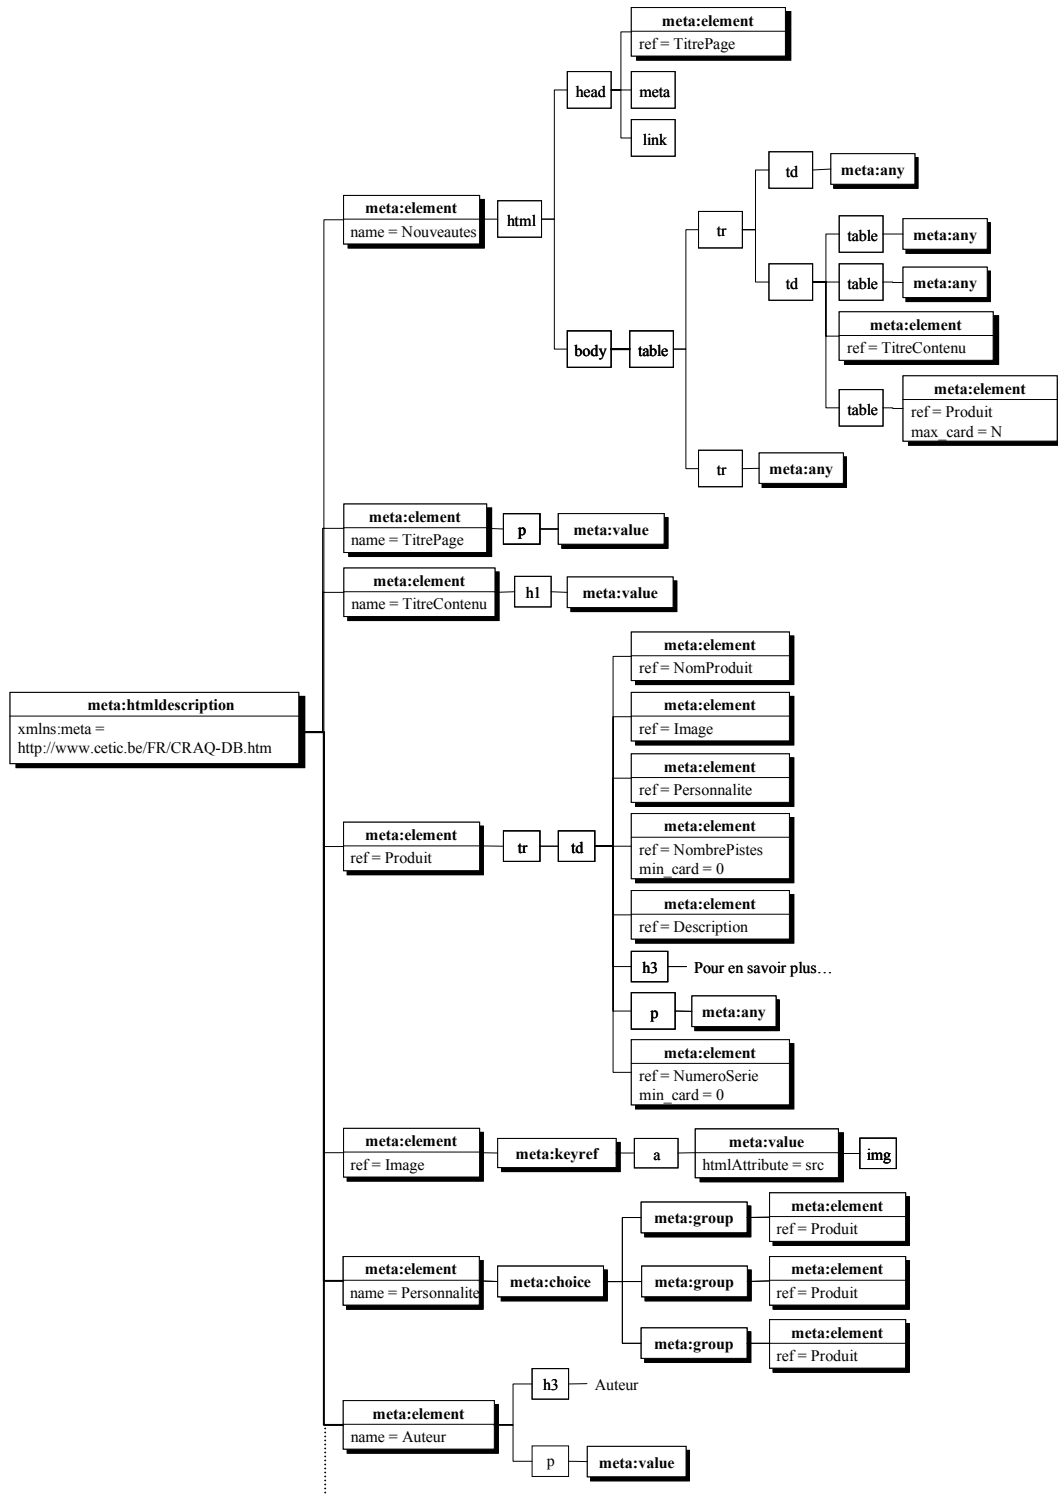 meta:element
ref = TitrePage
head
meta
link
td
meta:any
meta:element
name = Nouveautes
html
tr
table
meta:any
td
table
meta:any
meta:element
ref = TitreContenu
body
table
table
meta:element
ref = Produit
max_card = N
tr
meta:any
meta:element
name = TitrePage
p
meta:value
meta:element
name = TitreContenu
h1
meta:value
meta:htmldescription
xmlns:meta =
http://www.cetic.be/FR/CRAQ-DB.htm
meta:element
ref = NomProduit
meta:element
ref = Image
meta:element
ref = Personnalite
meta:element
ref = Produit
tr
td
meta:element
ref = NombrePistes
min_card = 0
meta:element
ref = Description
h3
Pour en savoir plus…
p
meta:any
meta:element
ref = NumeroSerie
min_card = 0
meta:element
ref = Image
meta:keyref
a
meta:value
htmlAttribute = src
img
meta:group
meta:element
ref = Produit
meta:element
name = Personnalite
meta:choice
meta:group
meta:element
ref = Produit
meta:group
meta:element
ref = Produit
meta:element
name = Auteur
h3
Auteur
p
meta:value